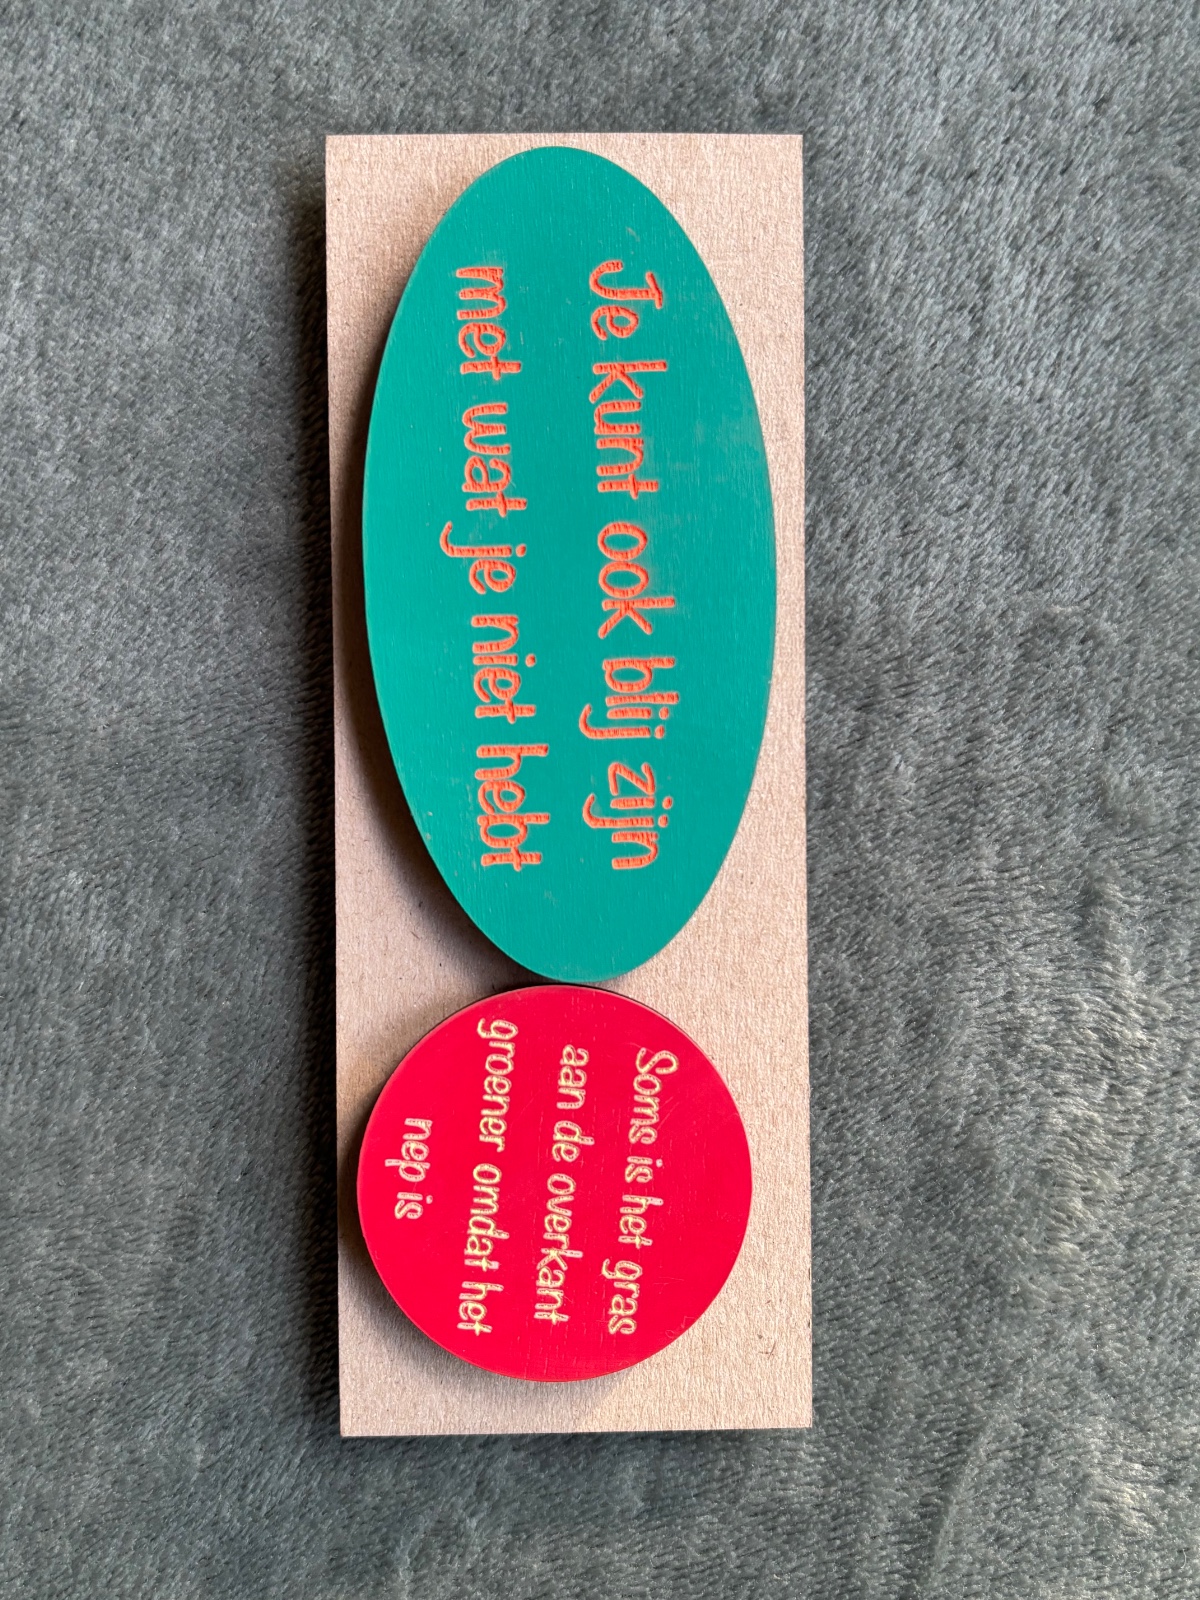 Je kunt ook blij zijn
met wat je niet hebt
Soms is het gras
aan de overkant
groener omdat het
nep is